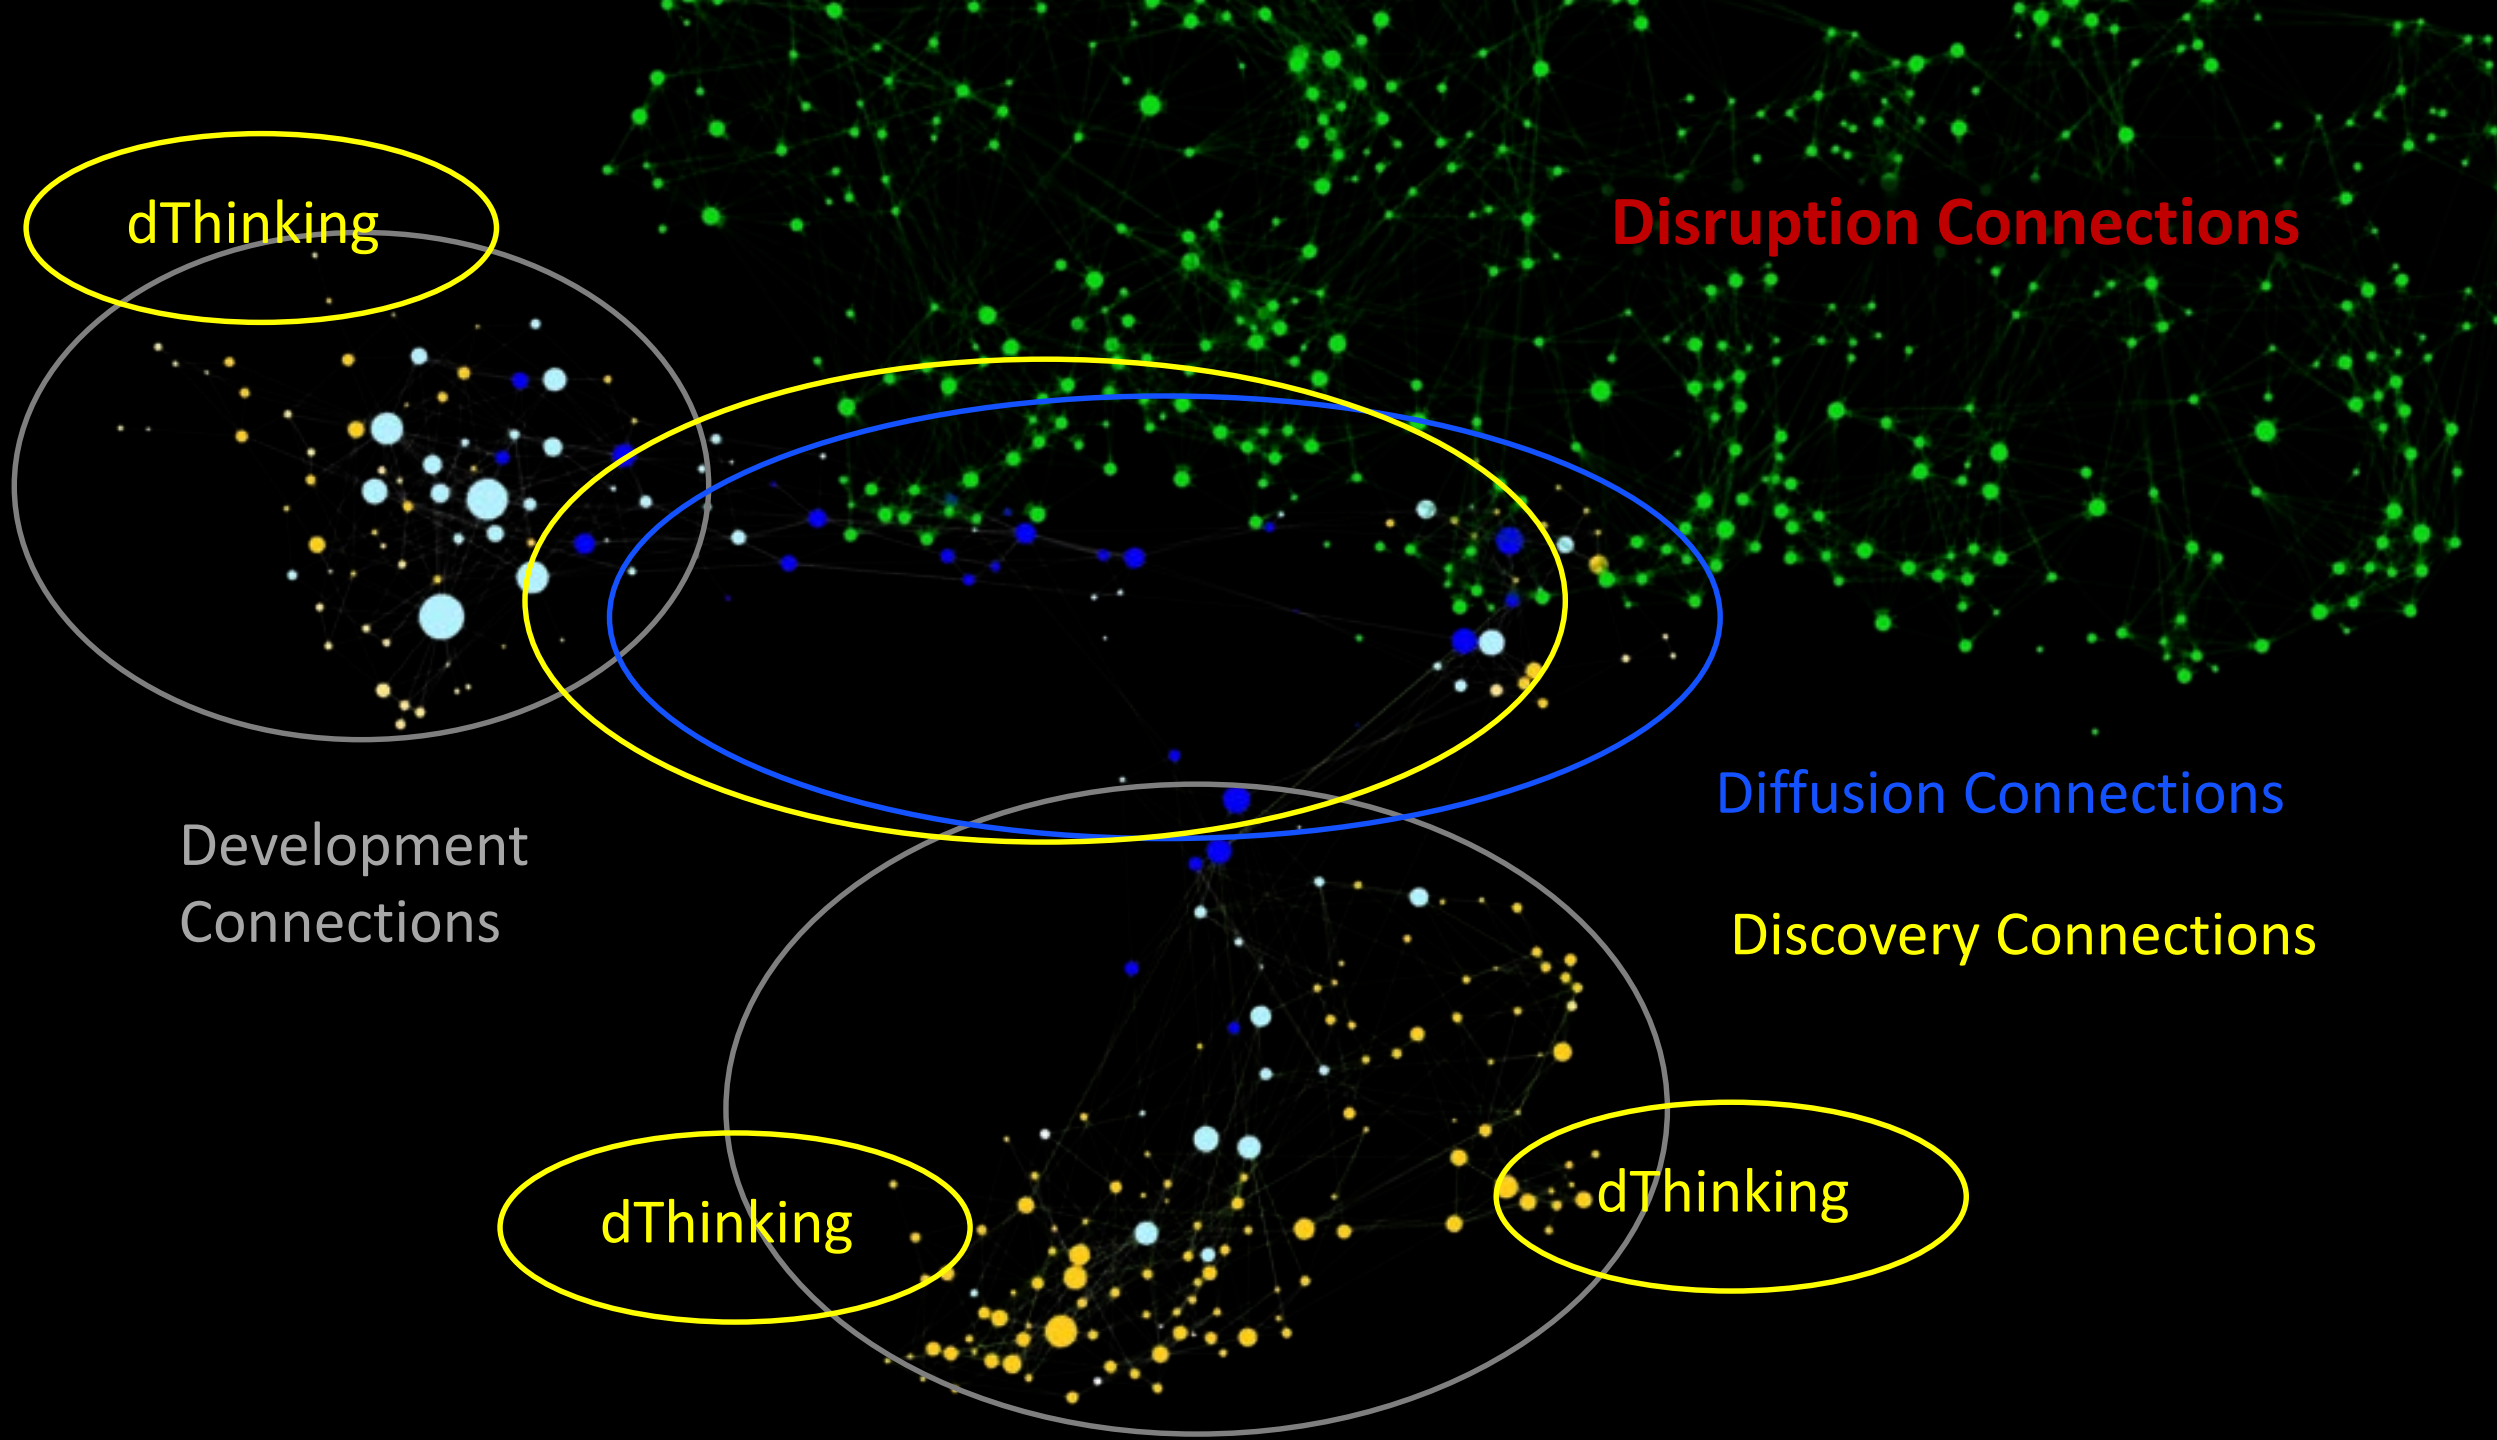 dThinking
Disruption Connections
Diffusion Connections
Development
Connections
Discovery Connections
dThinking
dThinking